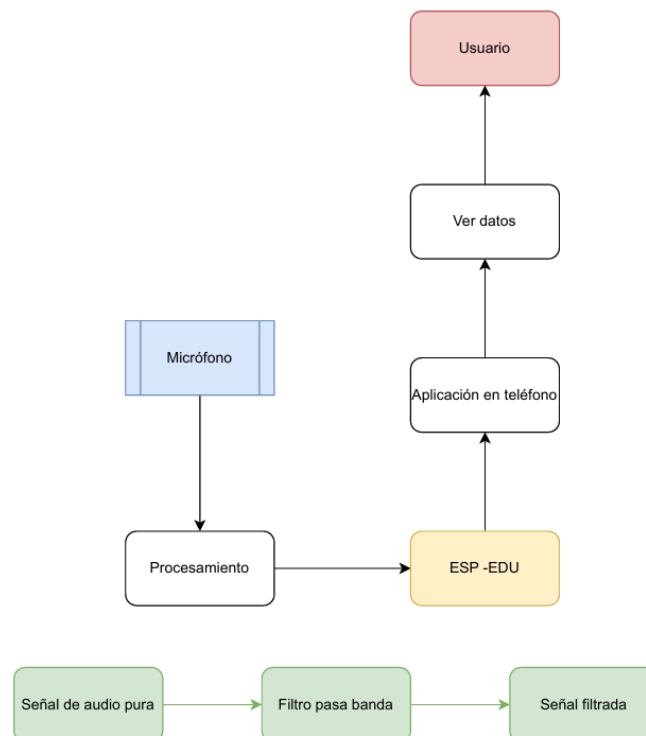 Usuario
Ver datos
Micrófono
Aplicación en teléfono
Procesamiento
ESP -EDU
Señal de audio pura
Filtro pasa banda
Señal filtrada